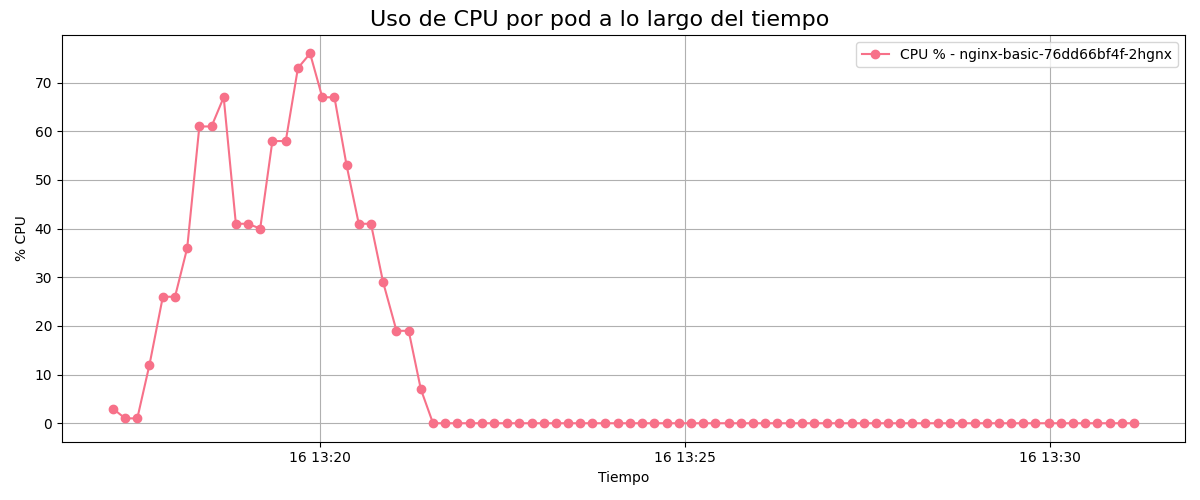 Uso de CPU por pod a lo largo del tiempo
CPU % - nginx-basic-76dd66bf4f-2hgnx
% CPU
70
60
50
40
30
20
10
0
16 13:20
16 13:25
16 13:30
Tiempo